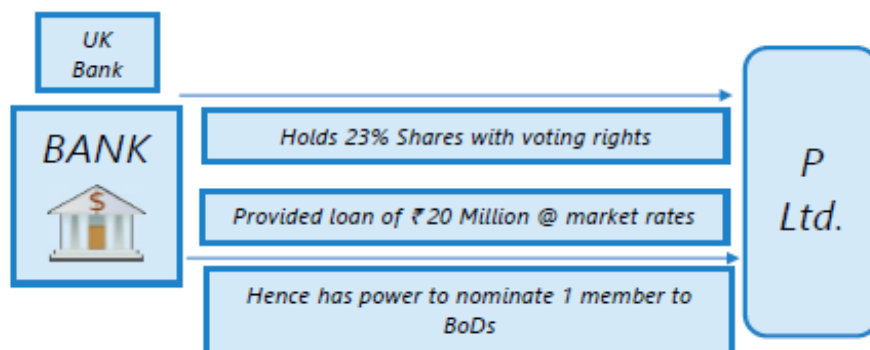 UK
Bank
BANK
$
Holds 23% Shares with voting rights
Provided loan of ₹ 20 Million @ market rates
Hence has power to nominate 1 member to
BoDs
P
Ltd.